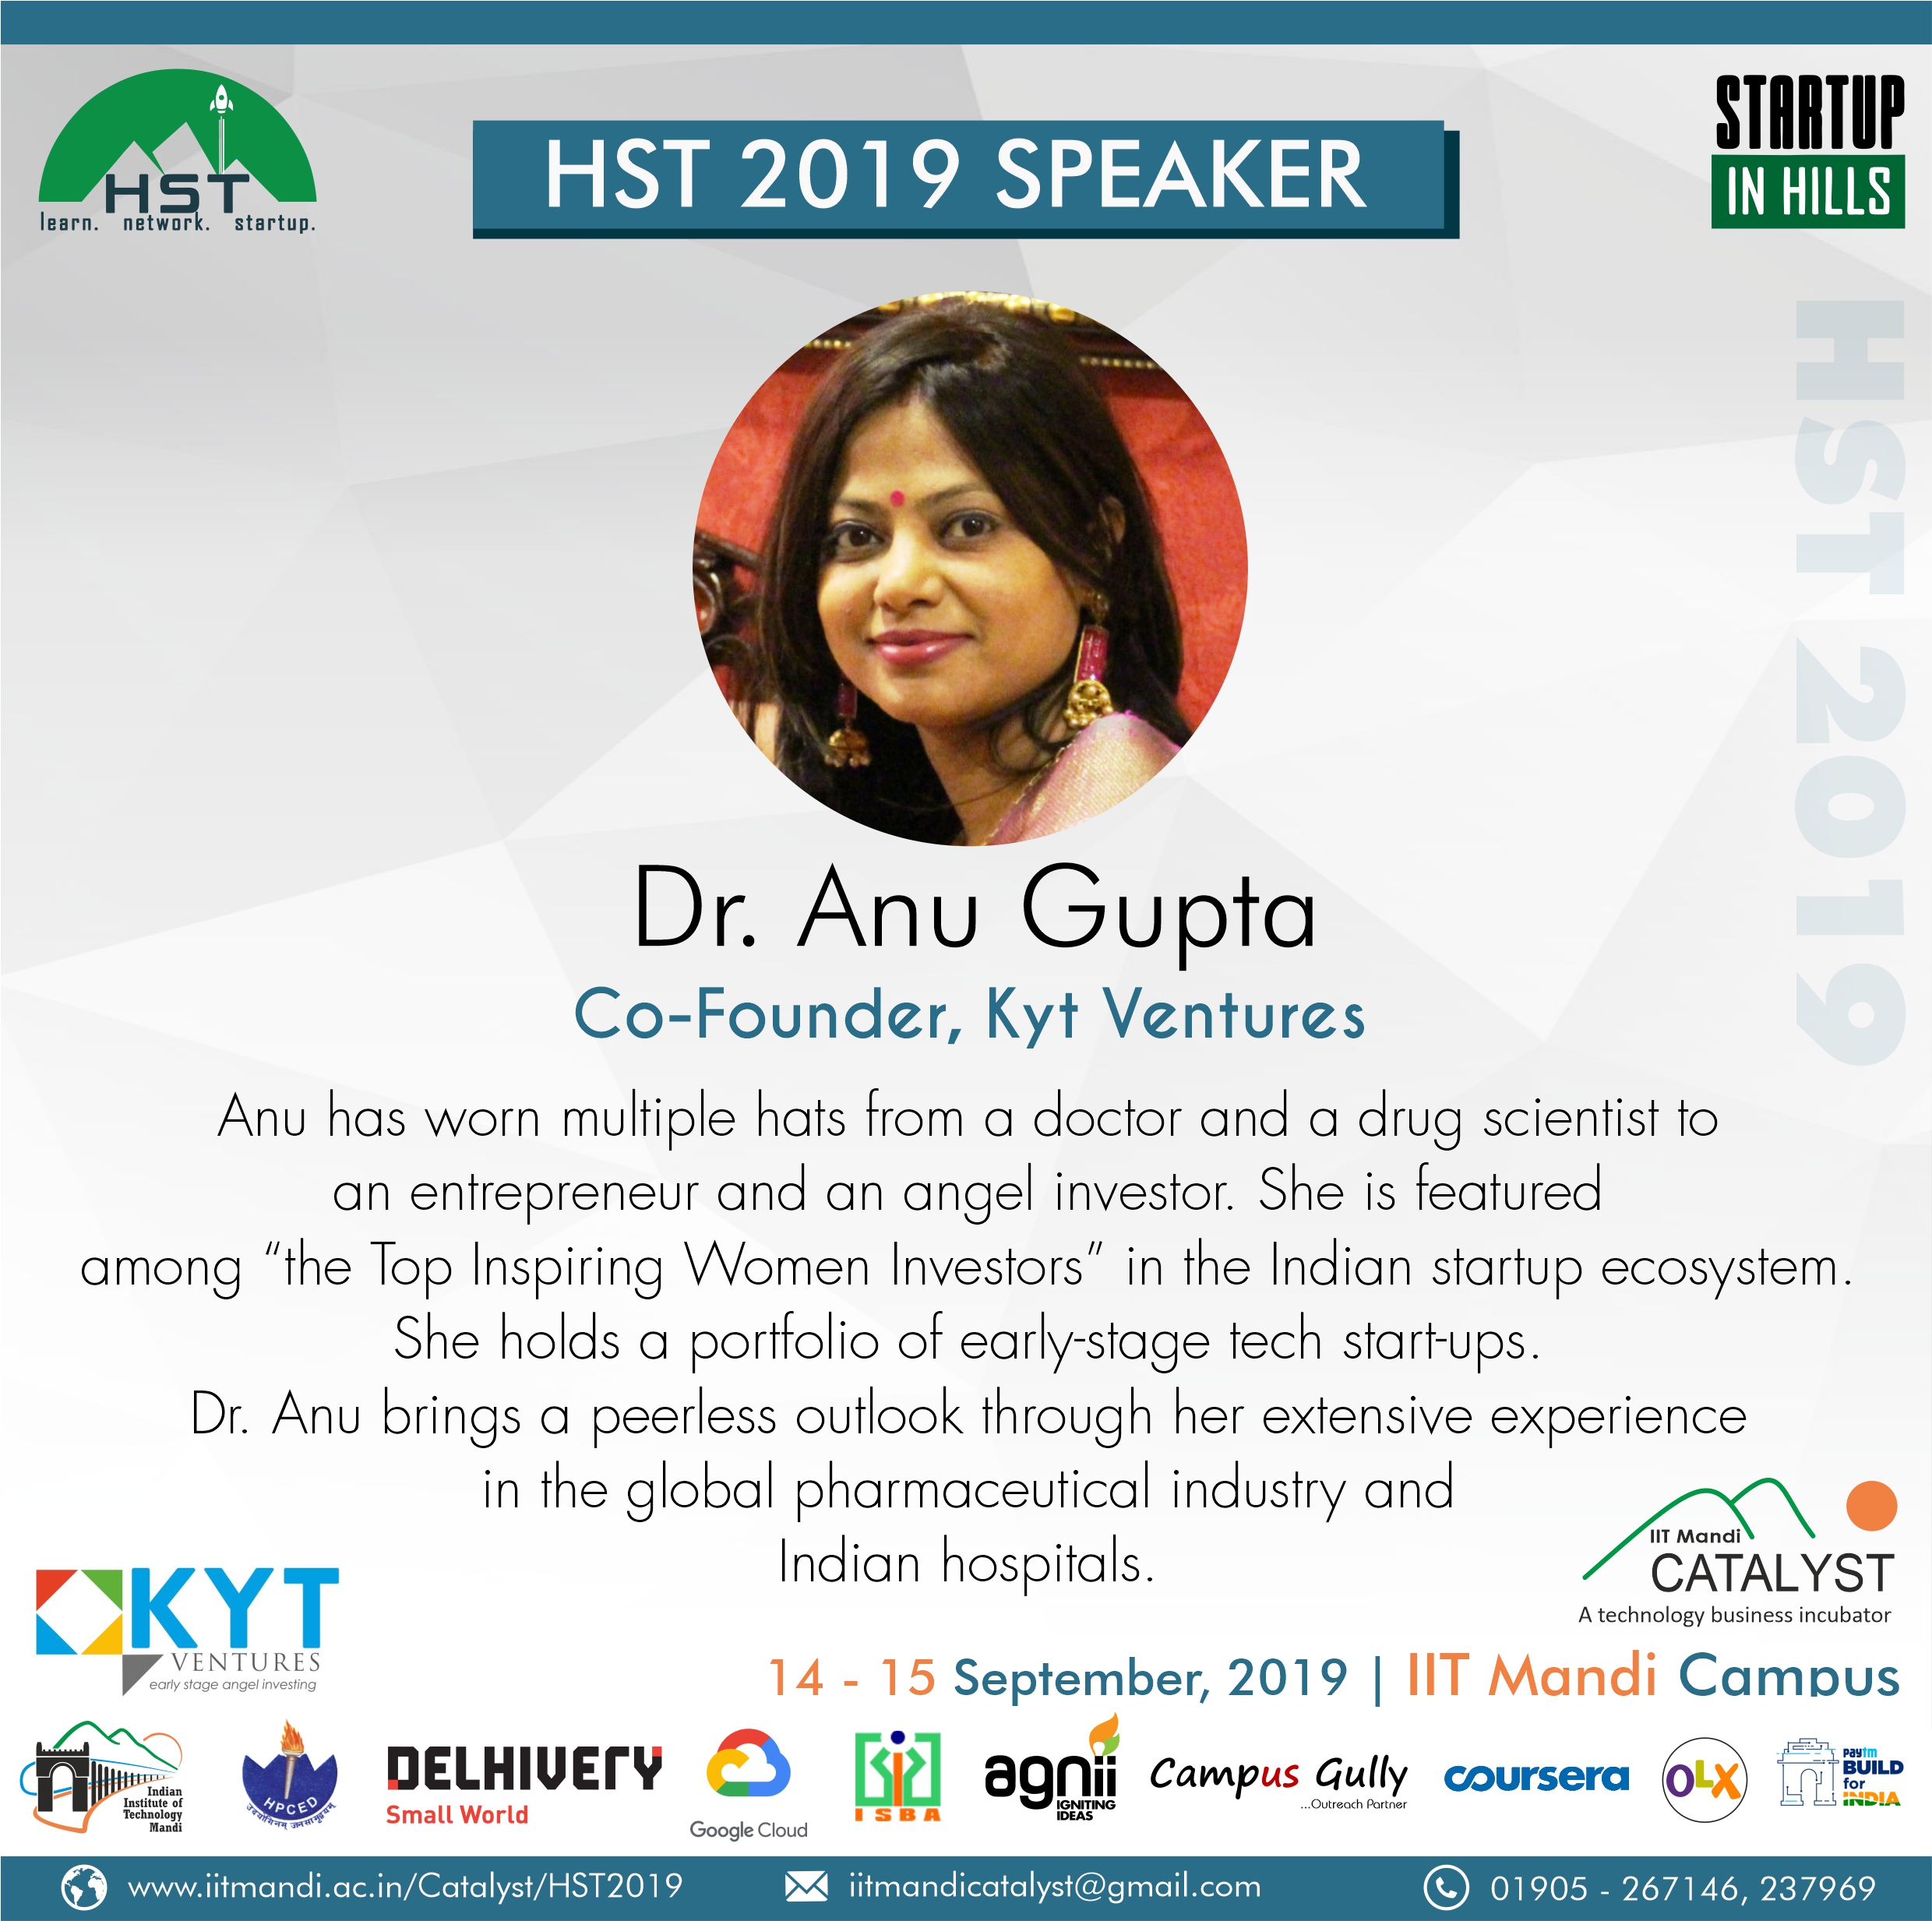 HST
learn. network. startup.
HST 2019 SPEAKER
STARTUP
IN HILLS
HST 2019
Dr. Anu Gupta
Co-Founder, Kyt Ventures
Anu has worn multiple hats from a doctor and a drug scientist to
an entrepreneur and an angel investor. She is featured
among “the Top Inspiring Women Investors” in the Indian startup ecosystem.
She holds a portfolio of early-stage tech start-ups.
Dr. Anu brings a peerless outlook through her extensive experience
in the global pharmaceutical industry and
Indian hospitals.
KYT
VENTURES
early stage angel investing
IIT Mandi
CATALYST
A technology business incubator
14 - 15 September, 2019 | IIT Mandi Campus
Indian
Institute of
Technology
Mandi
HPCED
DELHIVERY
Small World
Google Cloud
ISBA
agnii
IGNITING
IDEAS
Campus Gully
...Outreach Partner
coursera
OLX
paytm
BUILD
for
INDIA
www.iitmandi.ac.in/Catalyst/HST2019
iitmandicatalyst@gmail.com
01905 - 267146, 237969